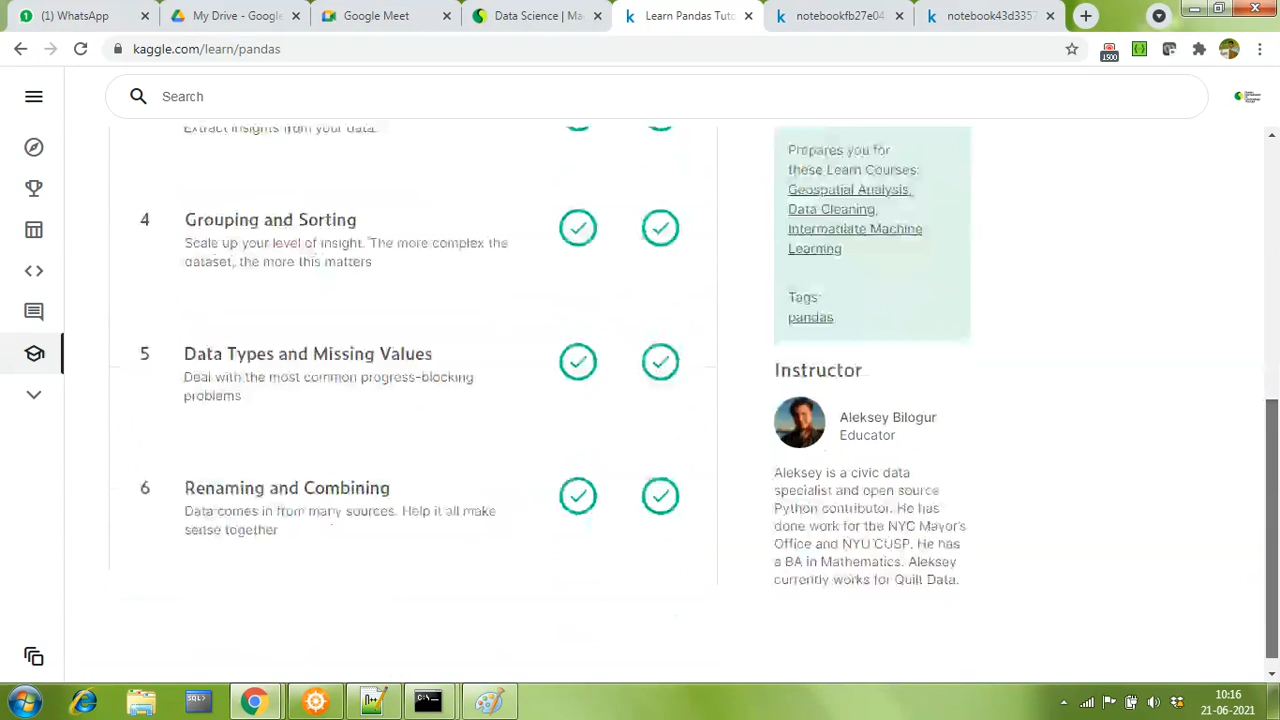 (1) WhatsApp
My Drive - Google
Google Meet
Data Science | Ma
Learn Pandas Tuto
notebookfb27e04
notebook43d3357
kaggle.com/learn/pandas
1500
Search
Extract insights from your data.
4
Grouping and Sorting
Scale up your level of insight. The more complex the
dataset, the more this matters
5
Data Types and Missing Values
Deal with the most common progress-blocking
problems
6
Renaming and Combining
Data comes in from many sources. Help it all make
sense together
Prepares you for
these Learn Courses:
Geospatial Analysis,
Data Cleaning,
Intermediate Machine
Learning
Tags:
pandas
Instructor
Aleksey Bilogur
Educator
Aleksey is a civic data
specialist and open source
Python contributor. He has
done work for the NYC Mayor's
Office and NYU CUSP. He has
a BA in Mathematics. Aleksey
currently works for Quilt Data.
10:16
21-06-2021